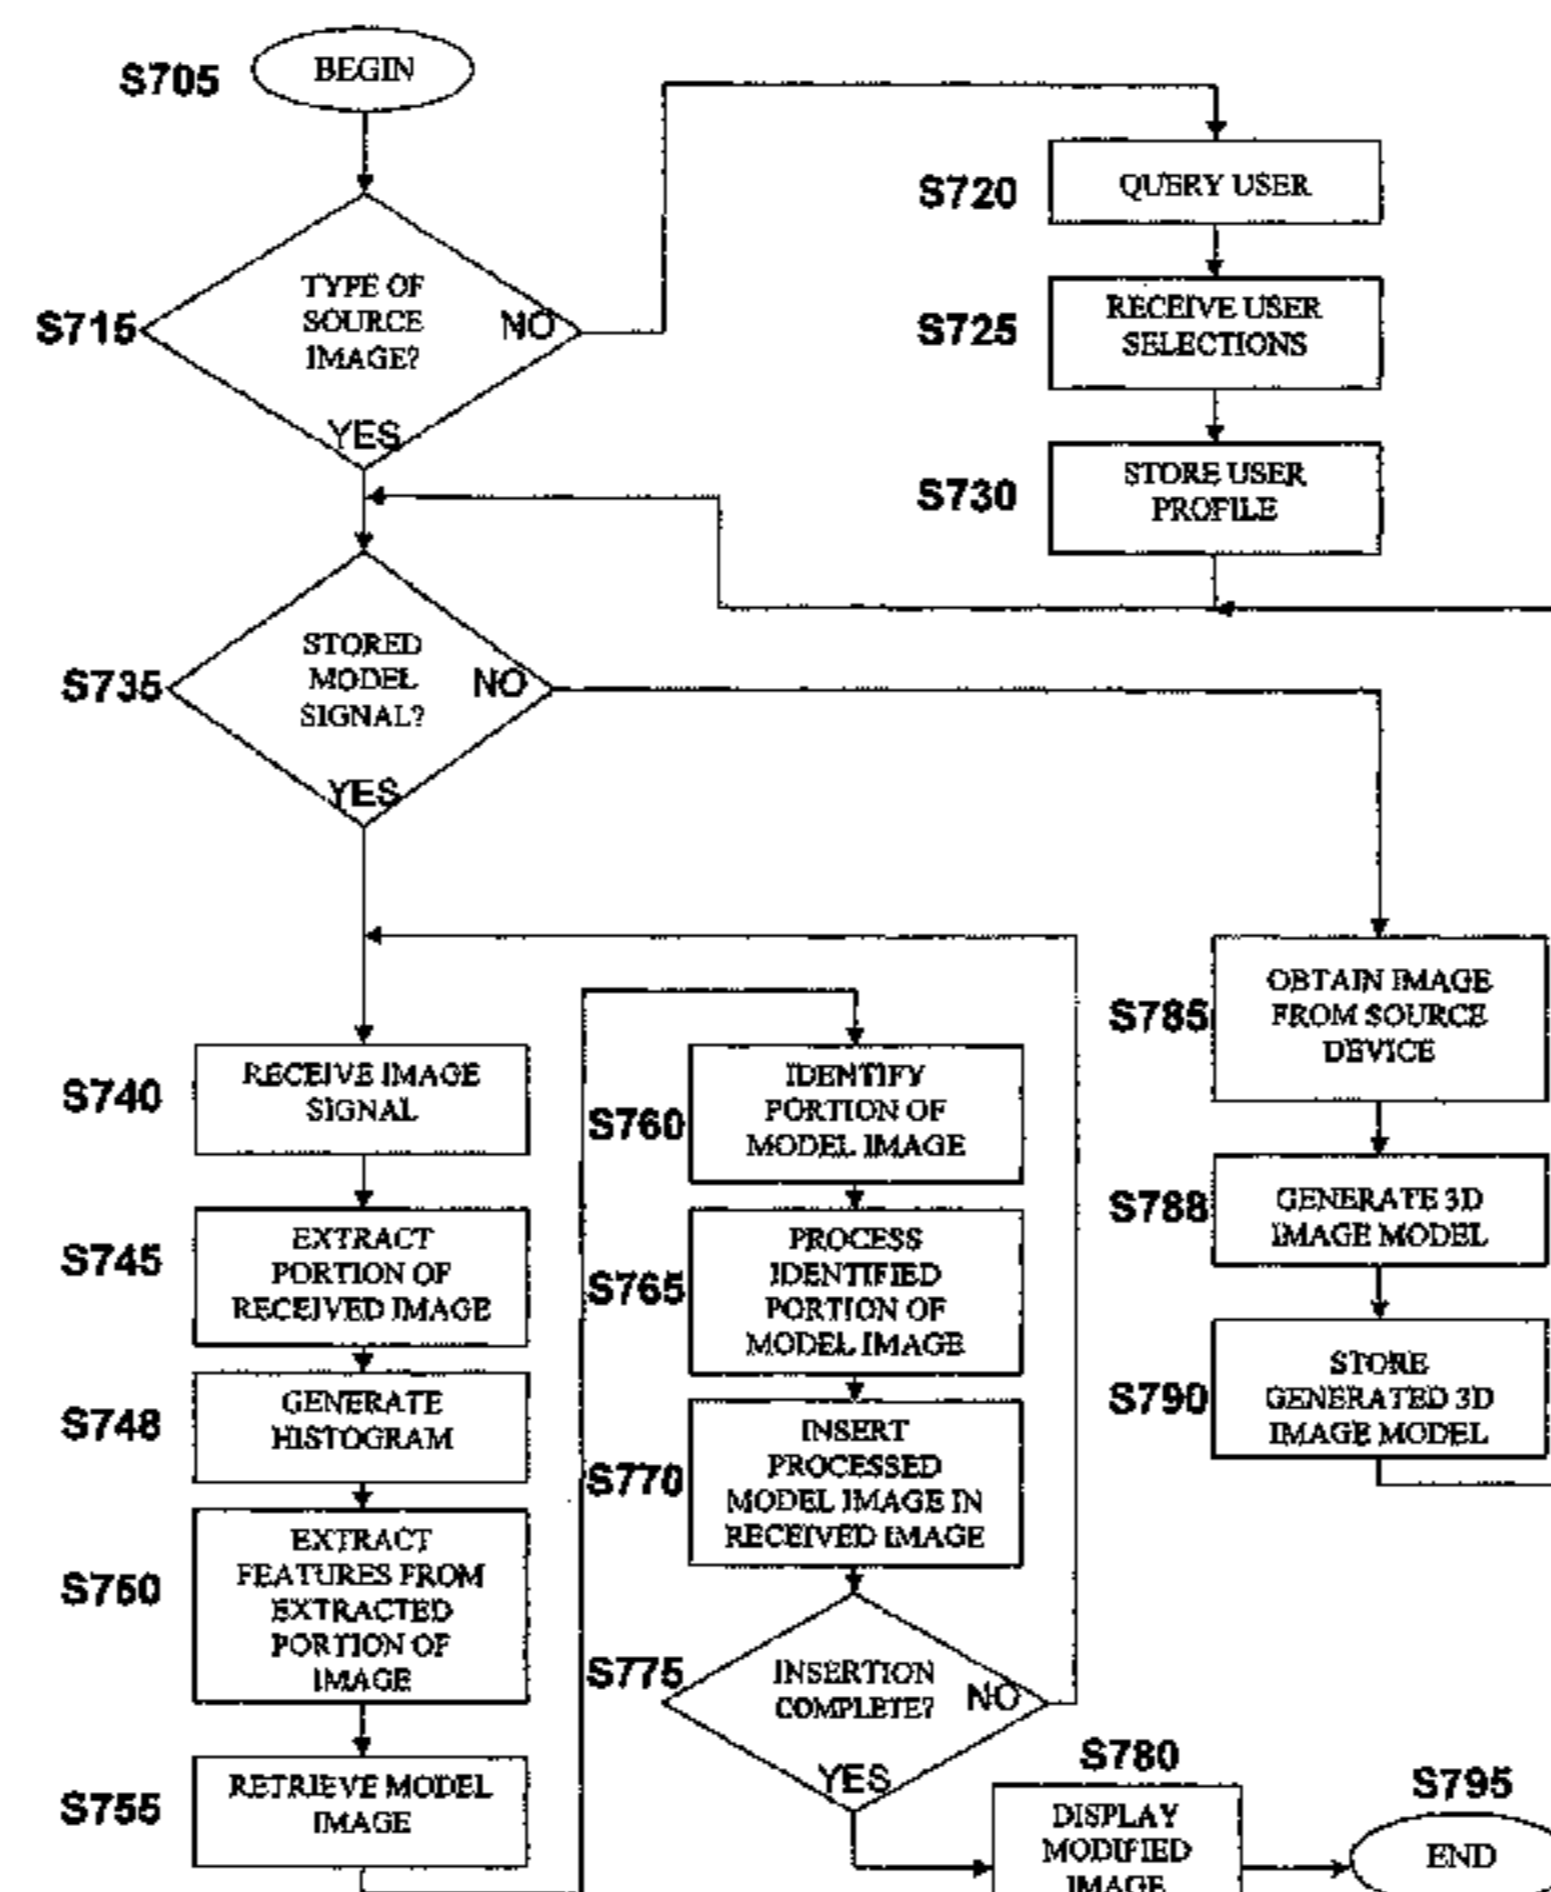 S705
BEGIN
S715
TYPE OF
SOURCE
IMAGE?
NO
YES
S720
QUERY USER
S725
RECEIVE USER
SELECTIONS
S730
STORE USER
PROFILE
S735
STORED
MODEL
SIGNAL?
NO
YES
S740
RECEIVE IMAGE
SIGNAL
S745
EXTRACT
PORTION OF
RECEIVED IMAGE
S748
GENERATE
HISTOGRAM
S750
EXTRACT
FEATURES FROM
EXTRACTED
PORTION OF
IMAGE
S755
RETRIEVE MODEL
IMAGE
S760
IDENTIFY
PORTION OF
MODEL IMAGE
S765
PROCESS
IDENTIFIED
PORTION OF
MODEL IMAGE
S770
INSERT
PROCESSED
MODEL IMAGE IN
RECEIVED IMAGE
S775
INSERTION
COMPLETE?
NO
YES
S780
DISPLAY
MODIFIED
IMAGE
S785
OBTAIN IMAGE
FROM SOURCE
DEVICE
S788
GENERATE 3D
IMAGE MODEL
S790
STORE
GENERATED 3D
IMAGE MODEL
S795
END